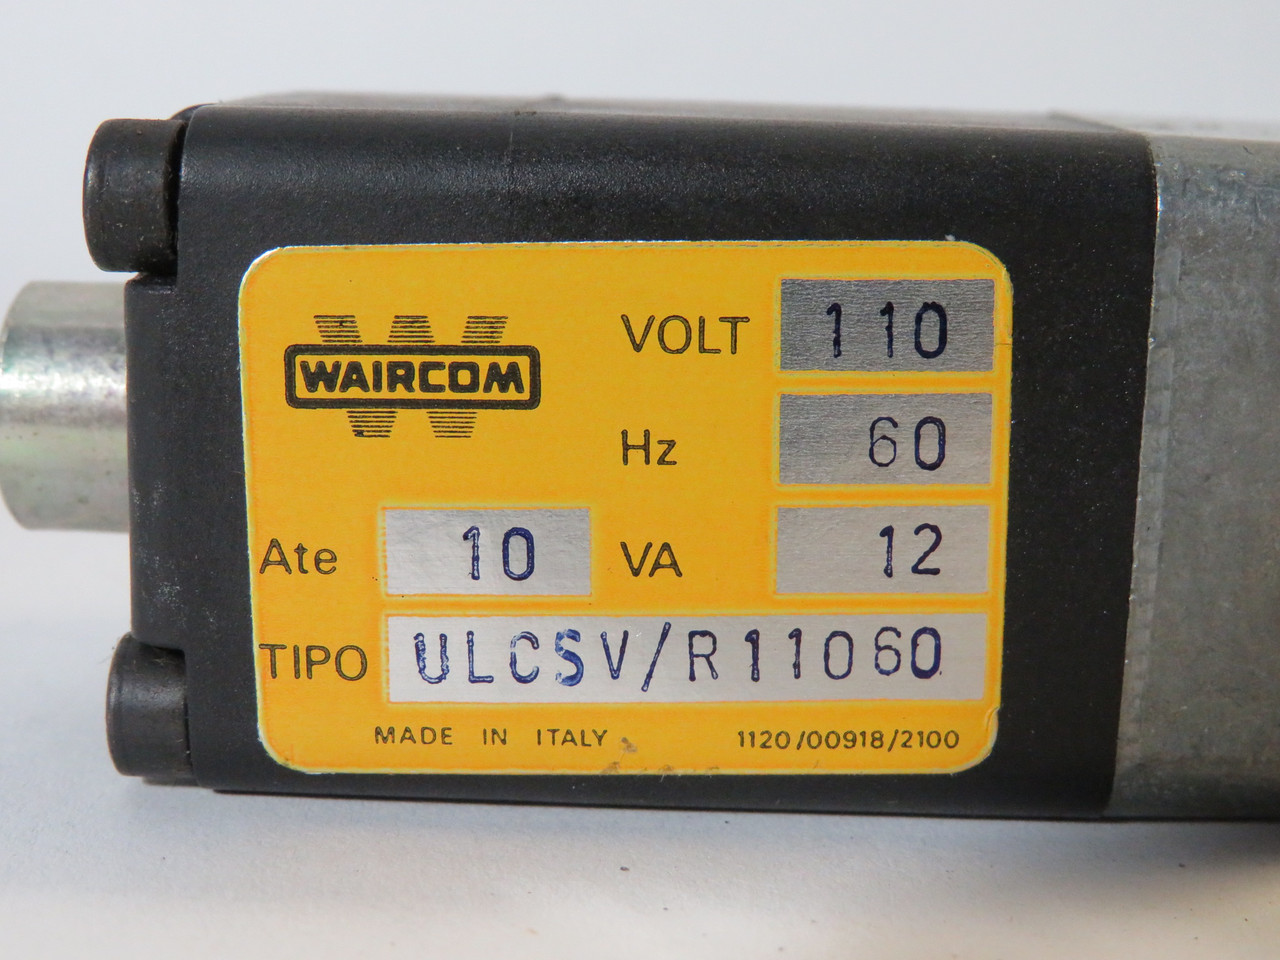 WAIRCOM
VOLT 110
Hz 60
Ate 10 VA 12
TIPO ULCSV/R11060
MADE IN ITALY 1120/00918/2100